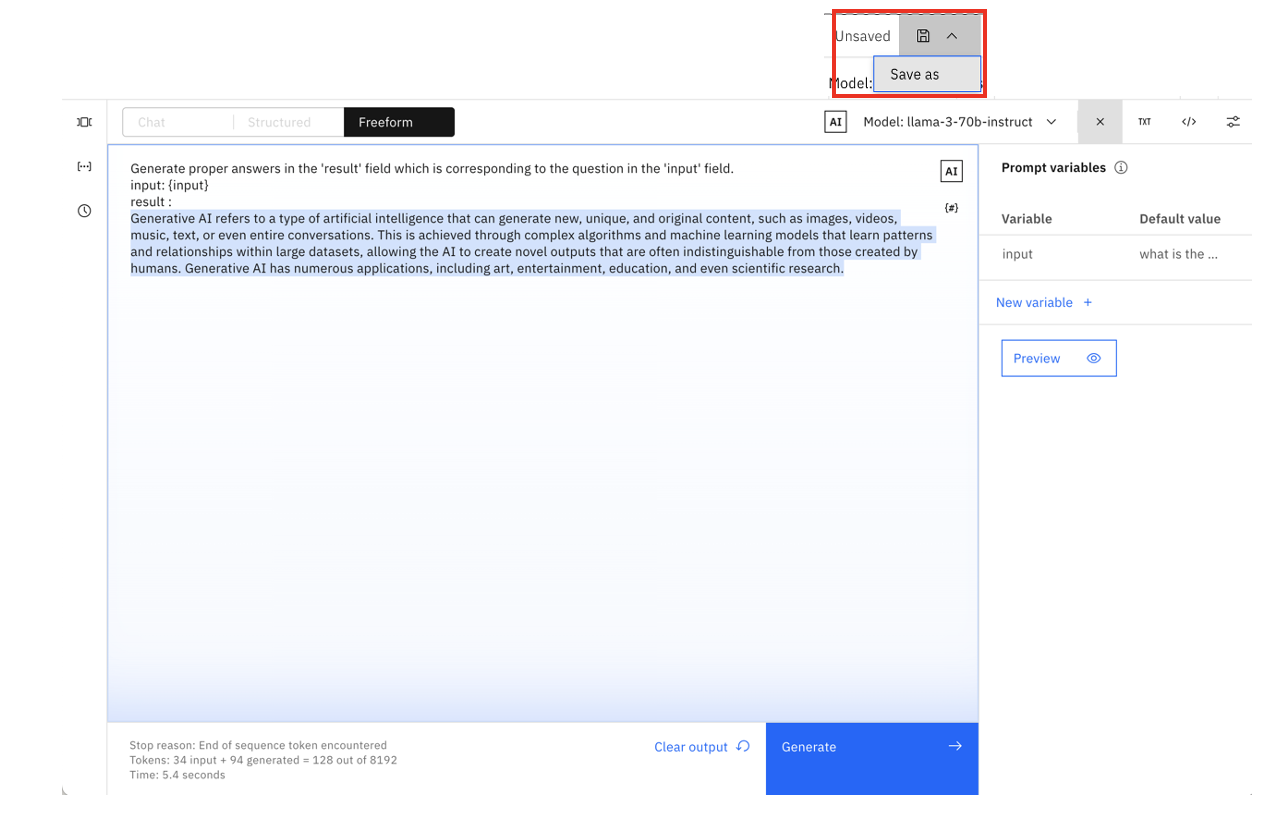 Unsaved
Save as
Model:
Chat
Structured
Freeform
AI
Model: llama-3-70b-instruct
TXT
</>
Generate proper answers in the 'result' field which is corresponding to the question in the 'input' field.
input: {input}
result :
Generative AI refers to a type of artificial intelligence that can generate new, unique, and original content, such as images, videos,
music, text, or even entire conversations. This is achieved through complex algorithms and machine learning models that learn patterns
and relationships within large datasets, allowing the AI to create novel outputs that are often indistinguishable from those created by
humans. Generative AI has numerous applications, including art, entertainment, education, and even scientific research.
AI
{#}
Prompt variables
Variable
Default value
input
what is the ...
New variable +
Preview
Stop reason: End of sequence token encountered
Tokens: 34 input + 94 generated = 128 out of 8192
Time: 5.4 seconds
Clear output
Generate